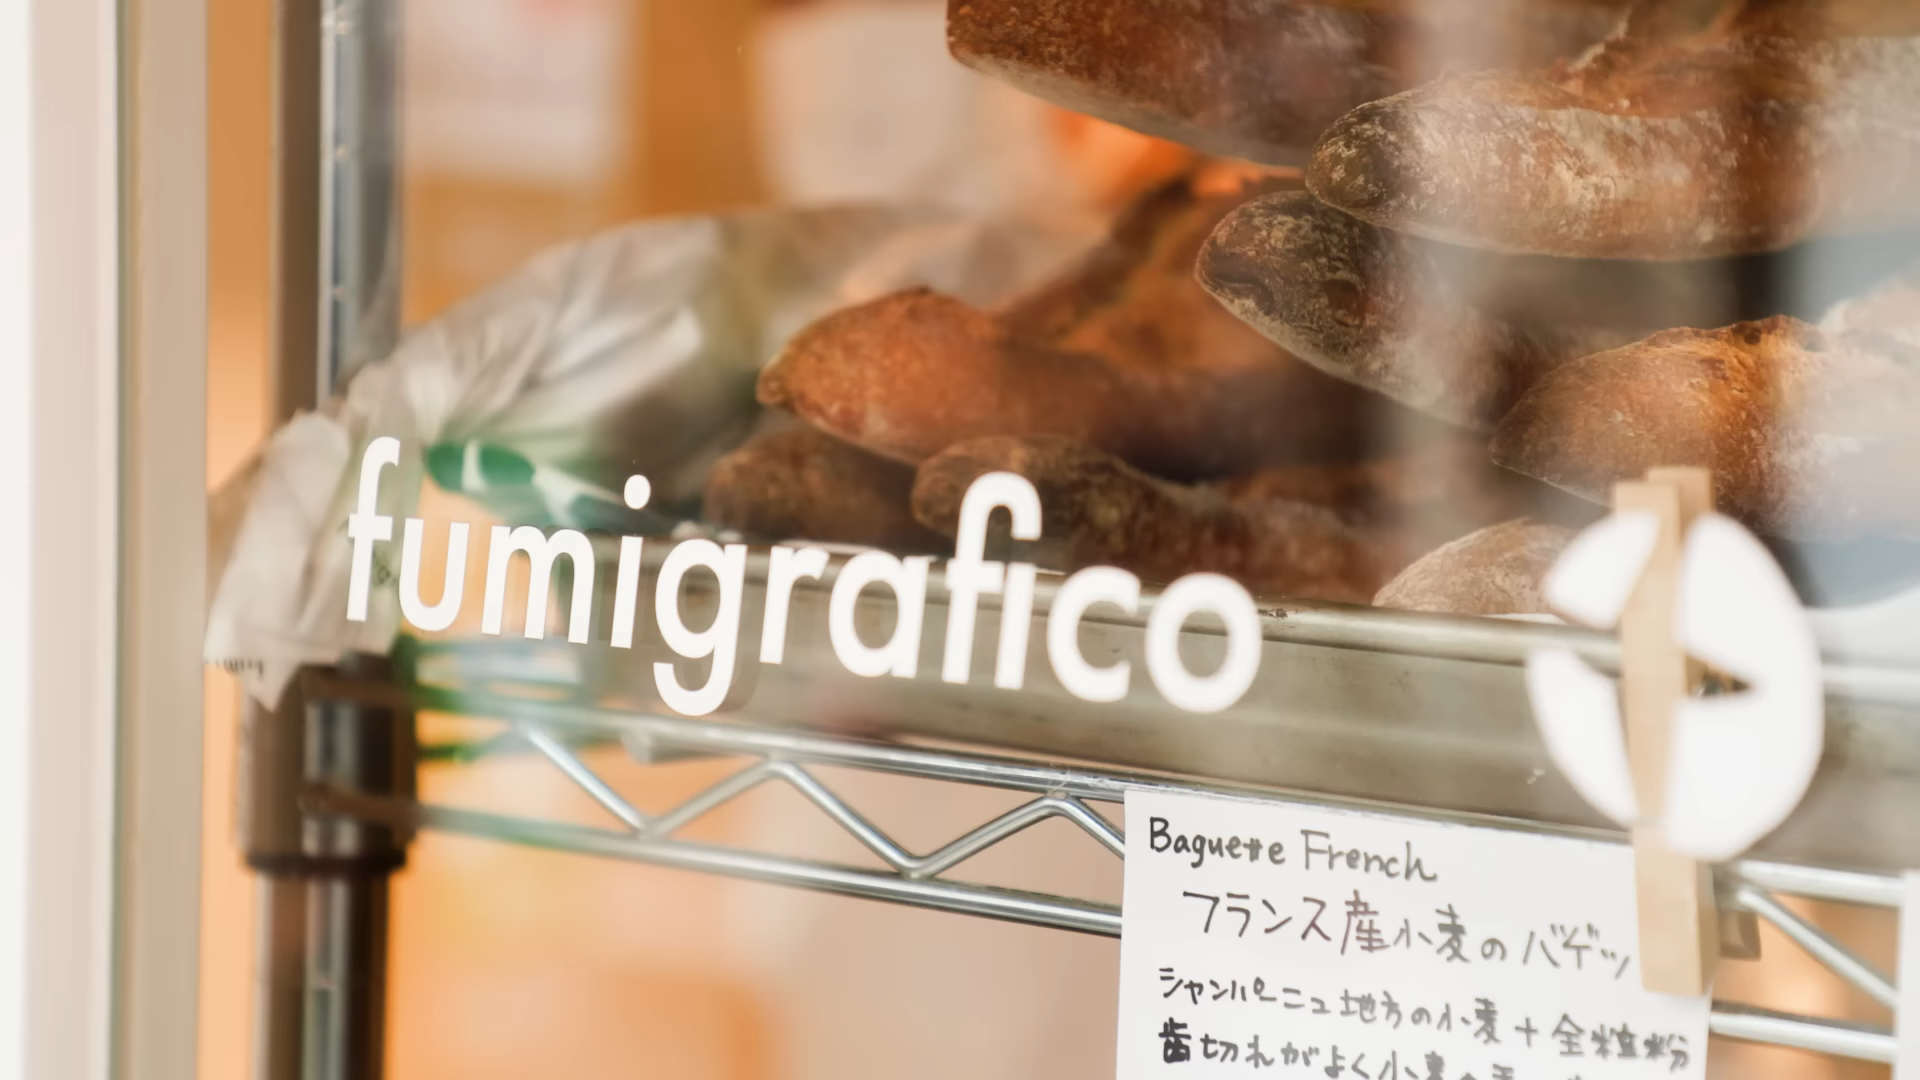 fumigrafico
Baguette French
フランス産小麦のバゲッ
シャンパーニュ地方の小麦+全粒粉
歯切れがよく小麦の